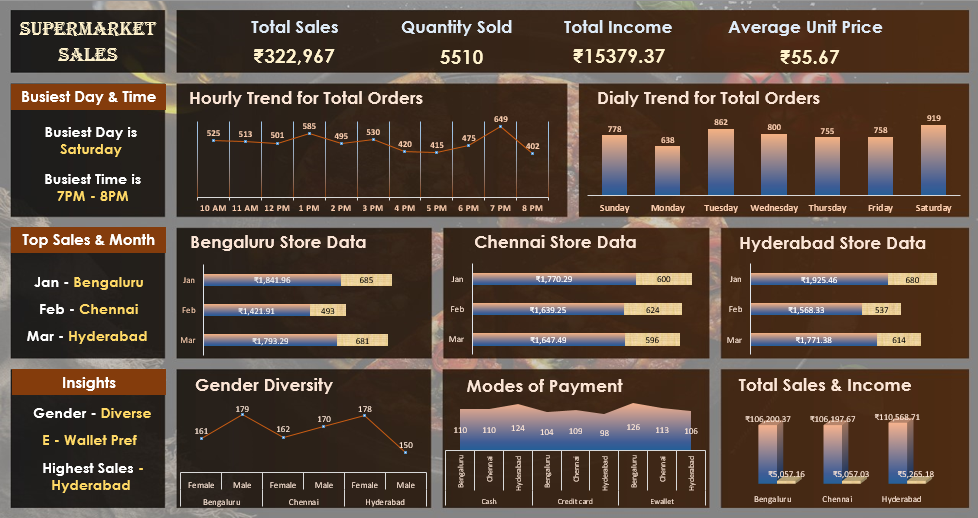 SUPERMARKET
SALES
Total Sales
₹322,967
Quantity Sold
5510
Total Income
₹15379.37
Average Unit Price
₹55.67
Busiest Day & Time
Busiest Day is
Saturday
Busiest Time is
7PM - 8PM
Hourly Trend for Total Orders
525 513 501 585 495 530 420 415 475 649 402
10 AM 11 AM 12 PM 1 PM 2 PM 3 PM 4 PM 5 PM 6 PM 7 PM 8 PM
Dialy Trend for Total Orders
778 638 862 800 755 758 919
Sunday Monday Tuesday Wednesday Thursday Friday Saturday
Top Sales & Month
Jan - Bengaluru
Feb - Chennai
Mar - Hyderabad
Bengaluru Store Data
Jan ₹1,841.96 685
Feb ₹1,421.91 493
Mar ₹1,793.29 681
Chennai Store Data
Jan ₹1,770.29 600
Feb ₹1,639.25 624
Mar ₹1,647.49 596
Hyderabad Store Data
Jan ₹1,925.46 680
Feb ₹1,568.33 537
Mar ₹1,771.38 614
Insights
Gender - Diverse
E - Wallet Pref
Highest Sales -
Hyderabad
Gender Diversity
161 179 162 170 178 150
Female Male Female Male Female Male
Bengaluru Chennai Hyderabad
Modes of Payment
110 110 124 104 109 98 126 113 106
Bengaluru Chennai Hyderabad Bengaluru Chennai Hyderabad Bengaluru Chennai Hyderabad
Cash Credit card Ewallet
Total Sales & Income
₹106,200.37 ₹106,197.67 ₹110,568.71
₹5,057.16 ₹5,057.03 ₹5,265.18
Bengaluru Chennai Hyderabad